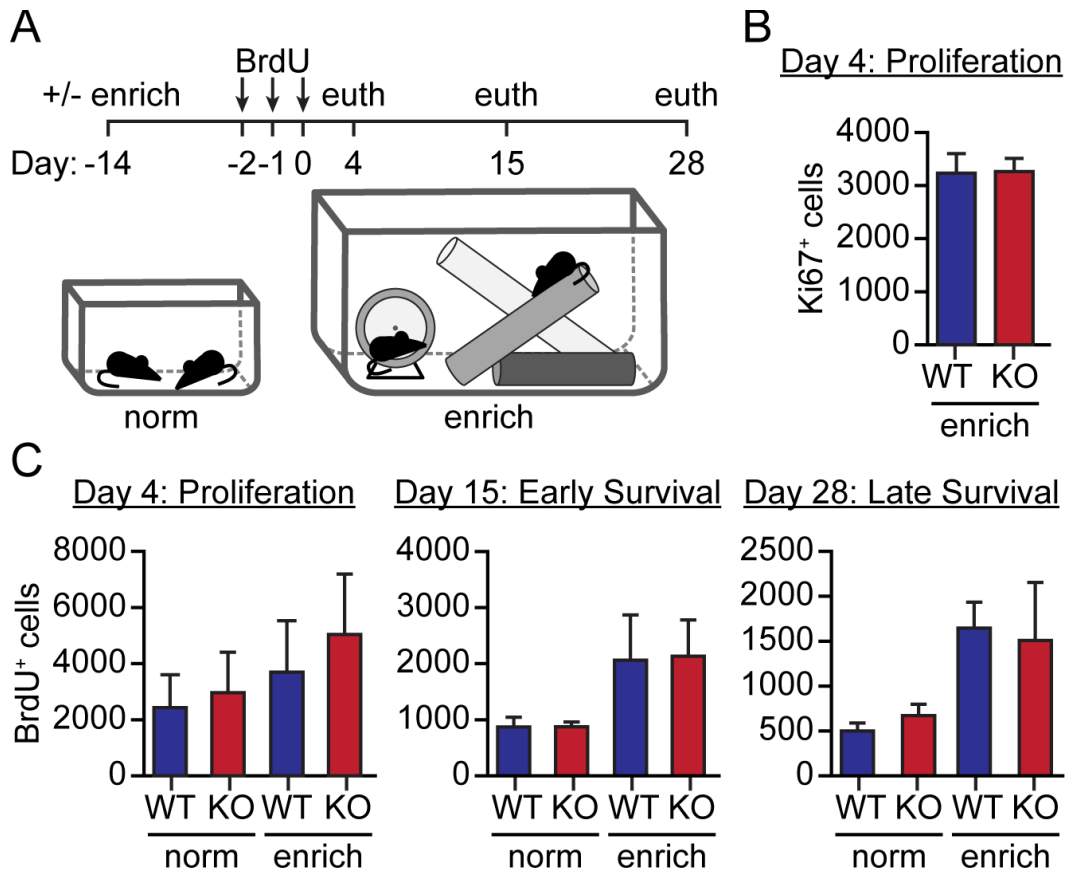 A
BrdU
+/- enrich euth euth euth
Day: -14 -2 -1 0 4 15 28
norm
enrich
B
Day 4: Proliferation
Ki67⁺ cells
4000
3000
2000
1000
0
WT KO
enrich
C
Day 4: Proliferation
BrdU⁺ cells
8000
6000
4000
2000
0
WT KO WT KO
norm enrich
Day 15: Early Survival
4000
3000
2000
1000
0
WT KO WT KO
norm enrich
Day 28: Late Survival
2500
2000
1500
1000
500
0
WT KO WT KO
norm enrich